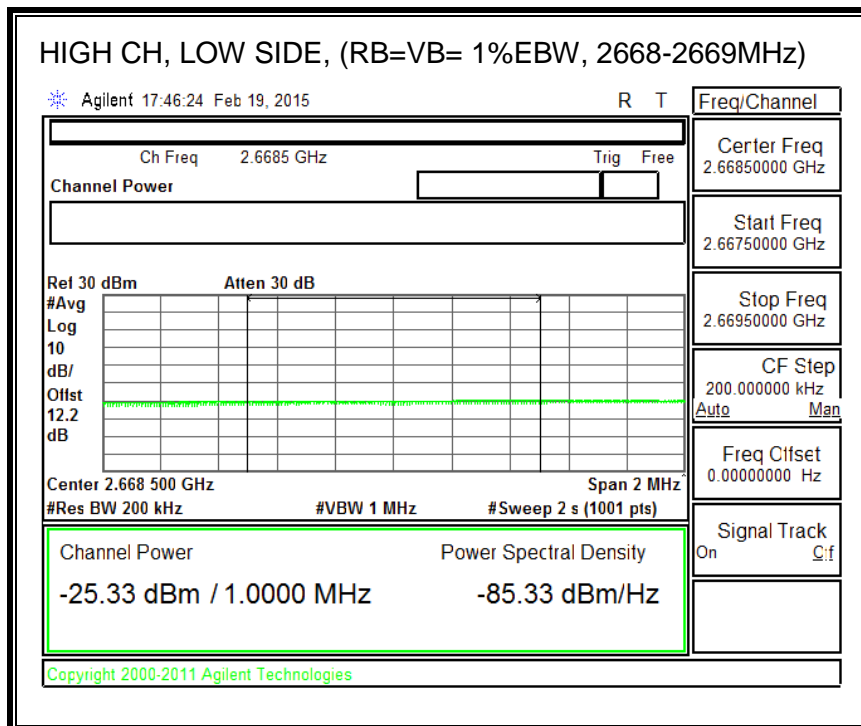 HIGH CH, LOW SIDE, (RB=VB= 1%EBW, 2668-2669MHz)
Agilent 17:46:24 Feb 19, 2015 R T
Freq/Channel
Ch Freq 2.6685 GHz Trig Free
Channel Power
Center Freq
2.66850000 GHz
Start Freq
2.66750000 GHz
Stop Freq
2.66950000 GHz
CF Step
200.000000 kHz
Auto Man
Freq Offset
0.00000000 Hz
Signal Track
On Off
Ref 30 dBm Atten 30 dB
#Avg
Log
10
dB/
Offst
12.2
dB
Center 2.668 500 GHz Span 2 MHz
#Res BW 200 kHz #VBW 1 MHz #Sweep 2 s (1001 pts)
Channel Power Power Spectral Density
-25.33 dBm / 1.0000 MHz -85.33 dBm/Hz
Copyright 2000-2011 Agilent Technologies